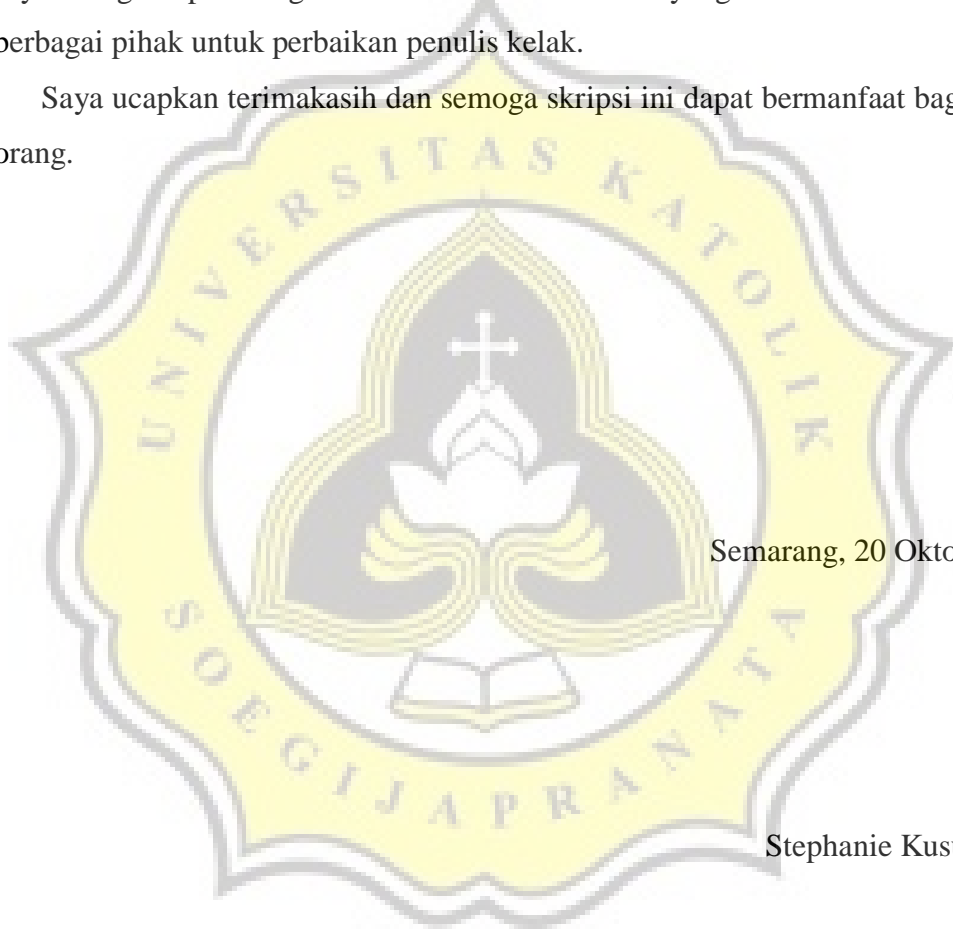 berbagai pihak untuk perbaikan penulis kelak.
Saya ucapkan terimakasih dan semoga skripsi ini dapat bermanfaat bag
orang.
UNIVERSITAS KATOLIK
Semarang, 20 Okto
SOEGIJAPRANATA
Stephanie Kus